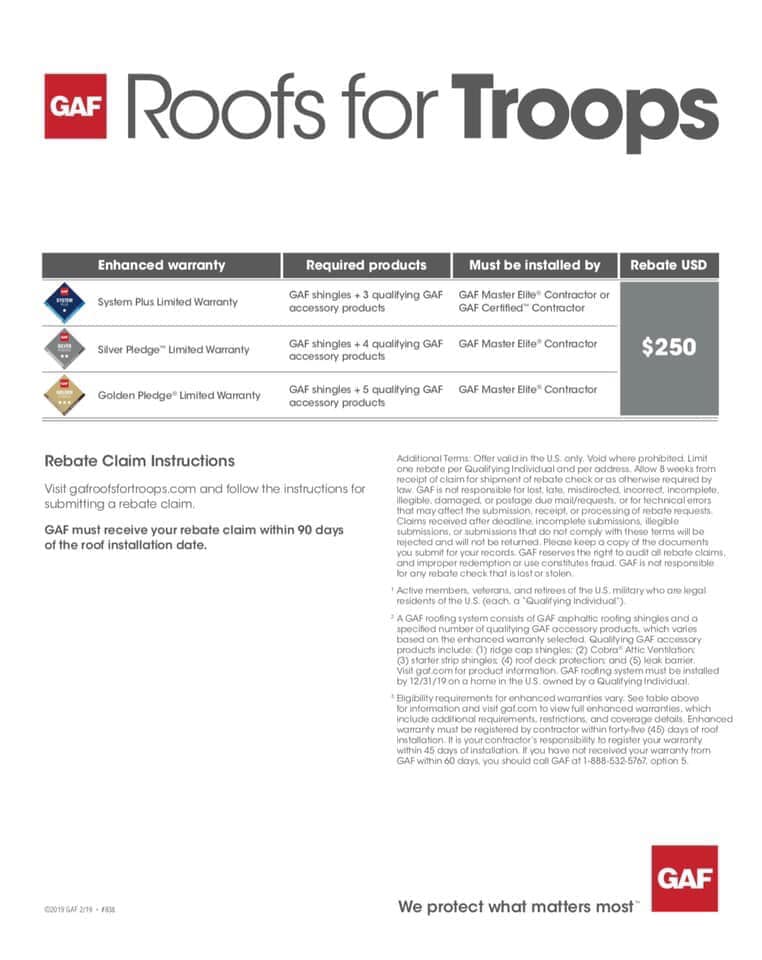 GAF Roofs for Troops
Enhanced warranty Required products Must be installed by Rebate USD
GAF
SYSTEM
PLUS
System Plus Limited Warranty
GAF shingles + 3 qualifying GAF
accessory products
GAF Master Elite® Contractor or
GAF Certified™ Contractor
GAF
SILVER
PLEDGE
Silver Pledge™ Limited Warranty
GAF shingles + 4 qualifying GAF
accessory products
GAF Master Elite® Contractor
$250
GAF
GOLDEN
PLEDGE
Golden Pledge® Limited Warranty
GAF shingles + 5 qualifying GAF
accessory products
GAF Master Elite® Contractor
Rebate Claim Instructions
Visit gafroofsfortroops.com and follow the instructions for
submitting a rebate claim.
GAF must receive your rebate claim within 90 days
of the roof installation date.
Additional Terms: Offer valid in the U.S. only. Void where prohibited. Limit
one rebate per Qualifying Individual and per address. Allow 8 weeks from
receipt of claim for shipment of rebate check or as otherwise required by
law. GAF is not responsible for lost, late, misdirected, incorrect, incomplete,
illegible, damaged, or postage due mail/requests, or for technical errors
that may affect the submission, receipt, or processing of rebate requests.
Claims received after deadline, incomplete submissions, illegible
submissions, or submissions that do not comply with these terms will be
rejected and will not be returned. Please keep a copy of the documents
you submit for your records. GAF reserves the right to audit all rebate claims,
and improper redemption or use constitutes fraud. GAF is not responsible
for any rebate check that is lost or stolen.
1 Active members, veterans, and retirees of the U.S. military who are legal
residents of the U.S. (each, a "Qualifying Individual").
2 A GAF roofing system consists of GAF asphaltic roofing shingles and a
specified number of qualifying GAF accessory products, which varies
based on the enhanced warranty selected. Qualifying GAF accessory
products include: (1) ridge cap shingles; (2) Cobra® Attic Ventilation;
(3) starter strip shingles; (4) roof deck protection; and (5) leak barrier.
Visit gaf.com for product information. GAF roofing system must be installed
by 12/31/19 on a home in the U.S. owned by a Qualifying Individual.
3 Eligibility requirements for enhanced warranties vary. See table above
for information and visit gaf.com to view full enhanced warranties, which
include additional requirements, restrictions, and coverage details. Enhanced
warranty must be registered by contractor within forty-five (45) days of roof
installation. It is your contractor's responsibility to register your warranty
within 45 days of installation. If you have not received your warranty from
GAF within 60 days, you should call GAF at 1-888-532-5767, option 5.
©2019 GAF 2/19 • #838
We protect what matters most™
GAF